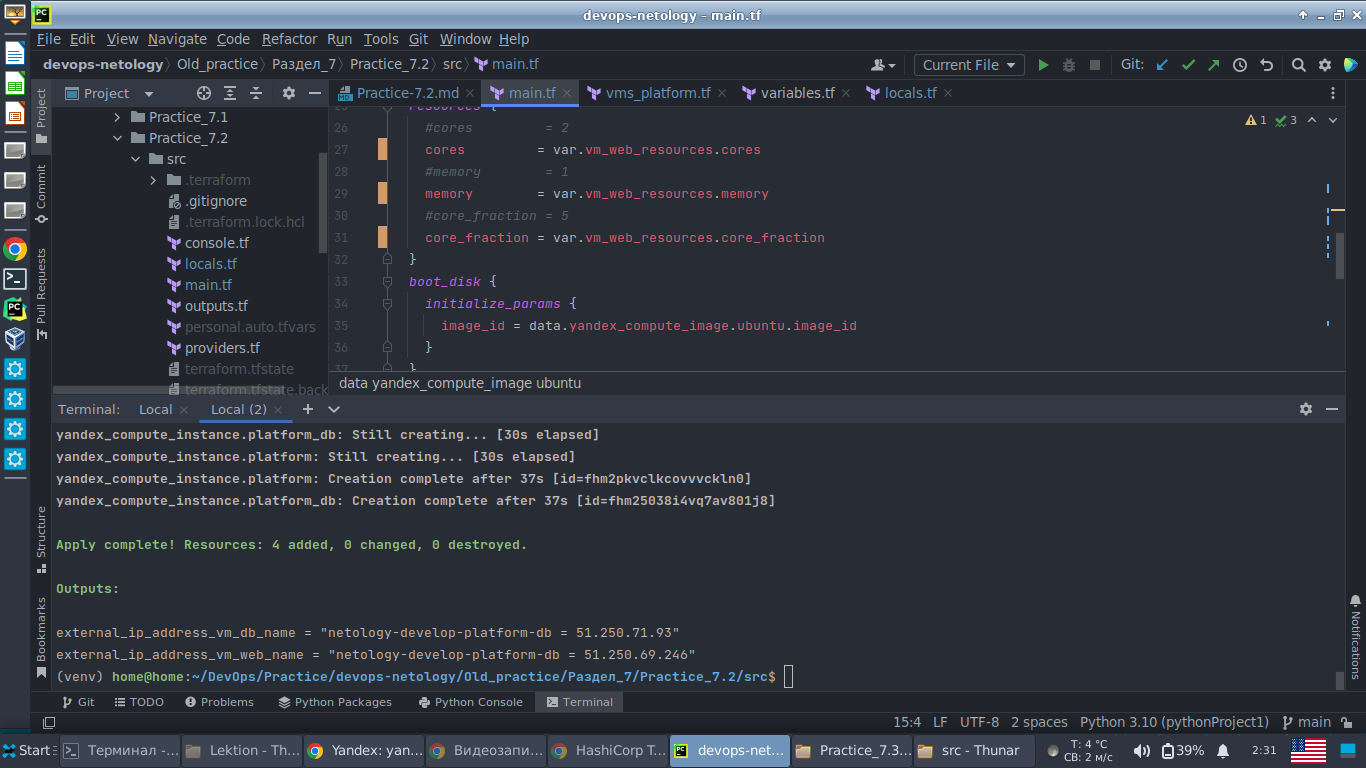 devops-netology – main.tf
File Edit View Navigate Code Refactor Run Tools Git Window Help
devops-netology Old_practice Раздел_7 Practice_7.2 src main.tf Current File Git:
Project
Practice-7.2.md main.tf vms_platform.tf variables.tf locals.tf
Practice_7.1
Practice_7.2
src
.terraform
.gitignore
.terraform.lock.hcl
console.tf
locals.tf
main.tf
outputs.tf
personal.auto.tfvars
providers.tf
terraform.tfstate
terraform.tfstate.back
Project
Commit
Pull Requests
Structure
Bookmarks
25 resources {
26 #cores = 2
27 cores = var.vm_web_resources.cores
28 #memory = 1
29 memory = var.vm_web_resources.memory
30 #core_fraction = 5
31 core_fraction = var.vm_web_resources.core_fraction
32 }
33 boot_disk {
34 initialize_params {
35 image_id = data.yandex_compute_image.ubuntu.image_id
36 }
37 }
1 3
data yandex_compute_image ubuntu
Terminal: Local Local (2)
yandex_compute_instance.platform_db: Still creating... [30s elapsed]
yandex_compute_instance.platform: Still creating... [30s elapsed]
yandex_compute_instance.platform: Creation complete after 37s [id=fhm2pkvclkcovvvckln0]
yandex_compute_instance.platform_db: Creation complete after 37s [id=fhm25038i4vq7av801j8]
Apply complete! Resources: 4 added, 0 changed, 0 destroyed.
Outputs:
external_ip_address_vm_db_name = "netology-develop-platform-db = 51.250.71.93"
external_ip_address_vm_web_name = "netology-develop-platform-db = 51.250.69.246"
(venv) home@home:~/DevOps/Practice/devops-netology/Old_practice/Раздел_7/Practice_7.2/src$
Notifications
Git TODO Problems Python Packages Python Console Terminal
15:4 LF UTF-8 2 spaces Python 3.10 (pythonProject1) main
Start Терминал -... Lektion - Th... Yandex: yan... Видеозапи... HashiCorp T... devops-net... Practice_7.3... src - Thunar T: 4 °C 39% 2:31
СВ: 2 м/с